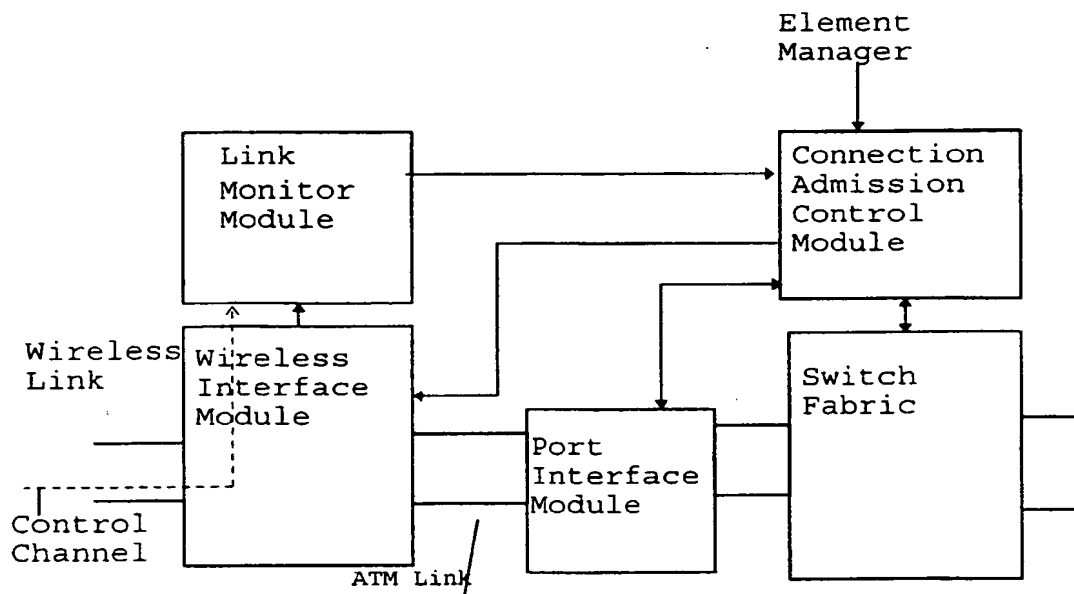 Element
Manager
Link
Monitor
Module
Connection
Admission
Control
Module
Wireless
Link
Wireless
Interface
Module
Switch
Fabric
Port
Interface
Module
Control
Channel
ATM Link